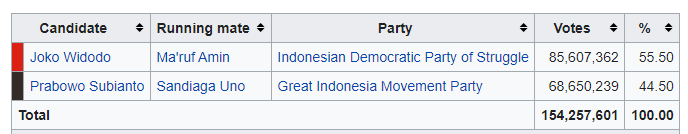 Candidate Running mate Party Votes %
Joko Widodo Ma'ruf Amin Indonesian Democratic Party of Struggle 85,607,362 55.50
Prabowo Subianto Sandiaga Uno Great Indonesia Movement Party 68,650,239 44.50
Total 154,257,601 100.00